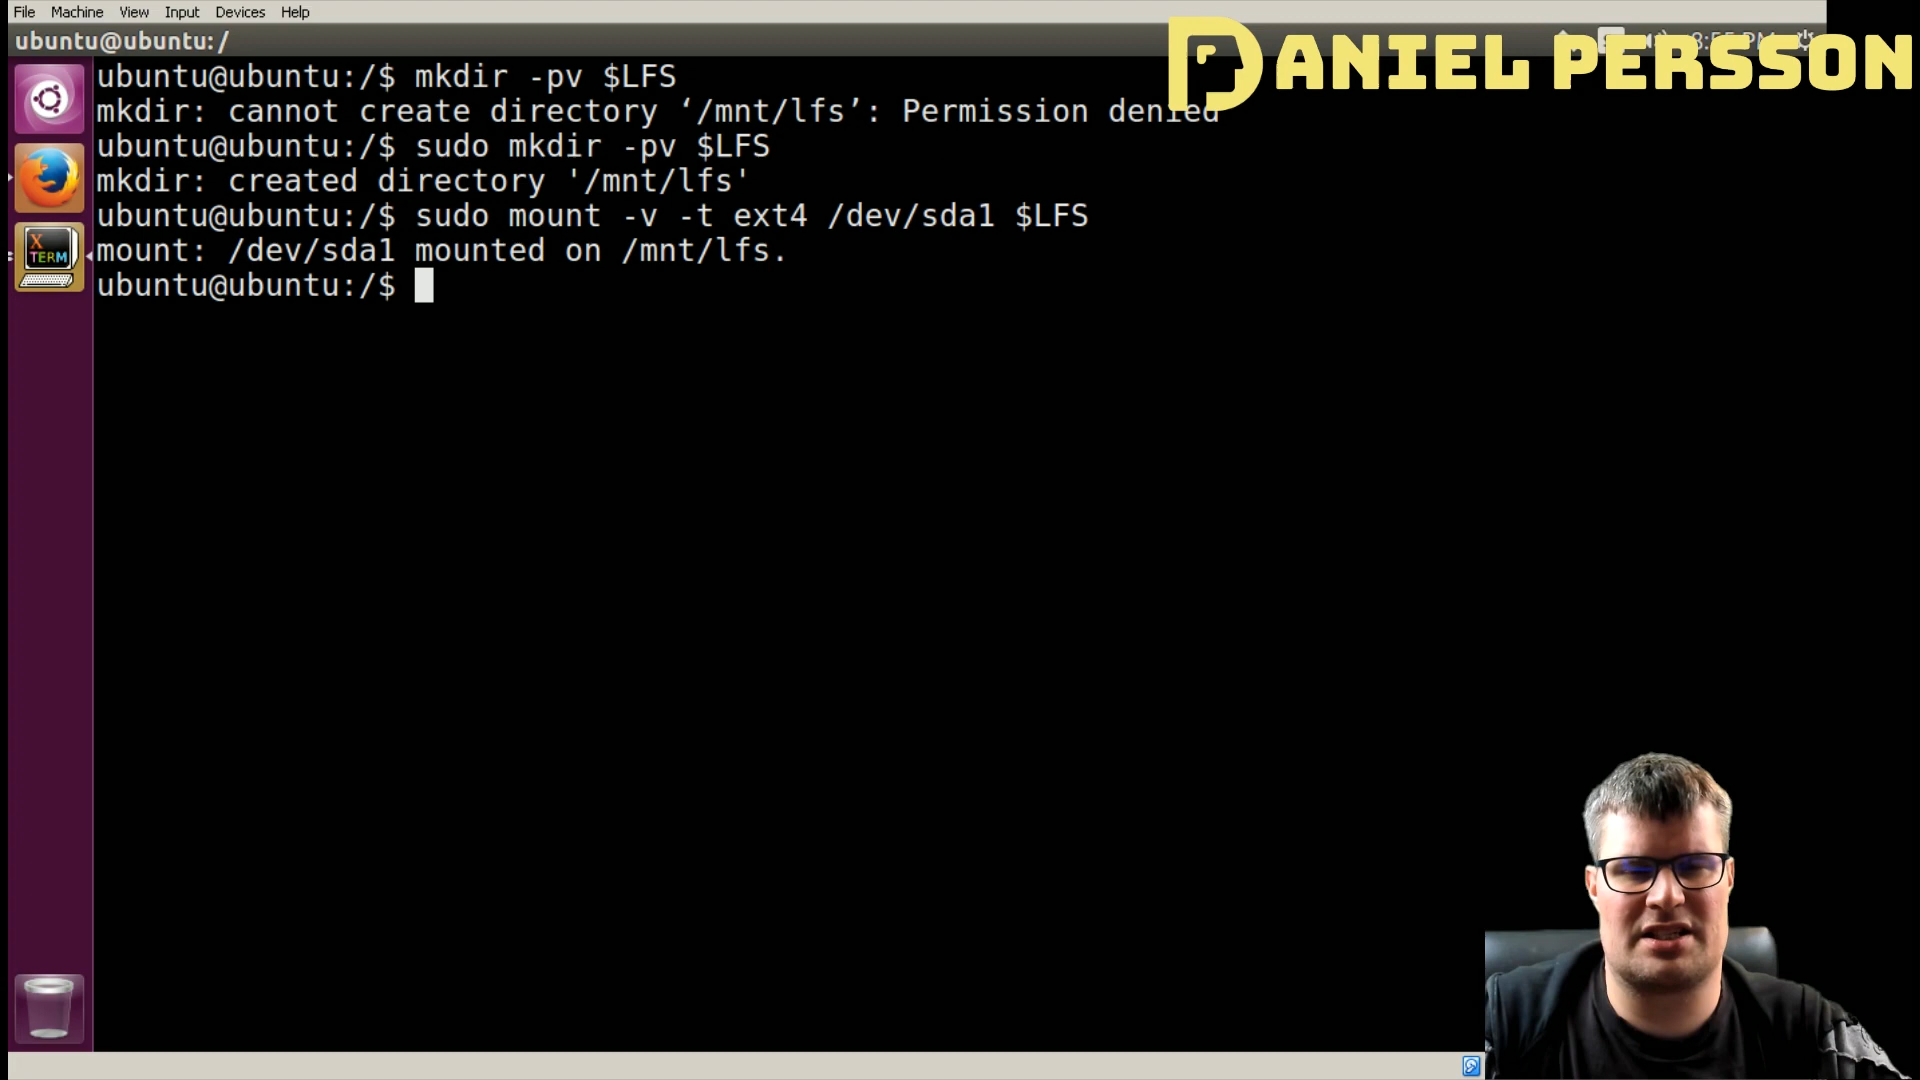 File Machine View Input Devices Help
ubuntu@ubuntu: /
DANIEL PERSSON
ubuntu@ubuntu:/$ mkdir -pv $LFS
mkdir: cannot create directory ‘/mnt/lfs’: Permission denied
ubuntu@ubuntu:/$ sudo mkdir -pv $LFS
mkdir: created directory '/mnt/lfs'
ubuntu@ubuntu:/$ sudo mount -v -t ext4 /dev/sda1 $LFS
mount: /dev/sda1 mounted on /mnt/lfs.
ubuntu@ubuntu:/$
X
TERM